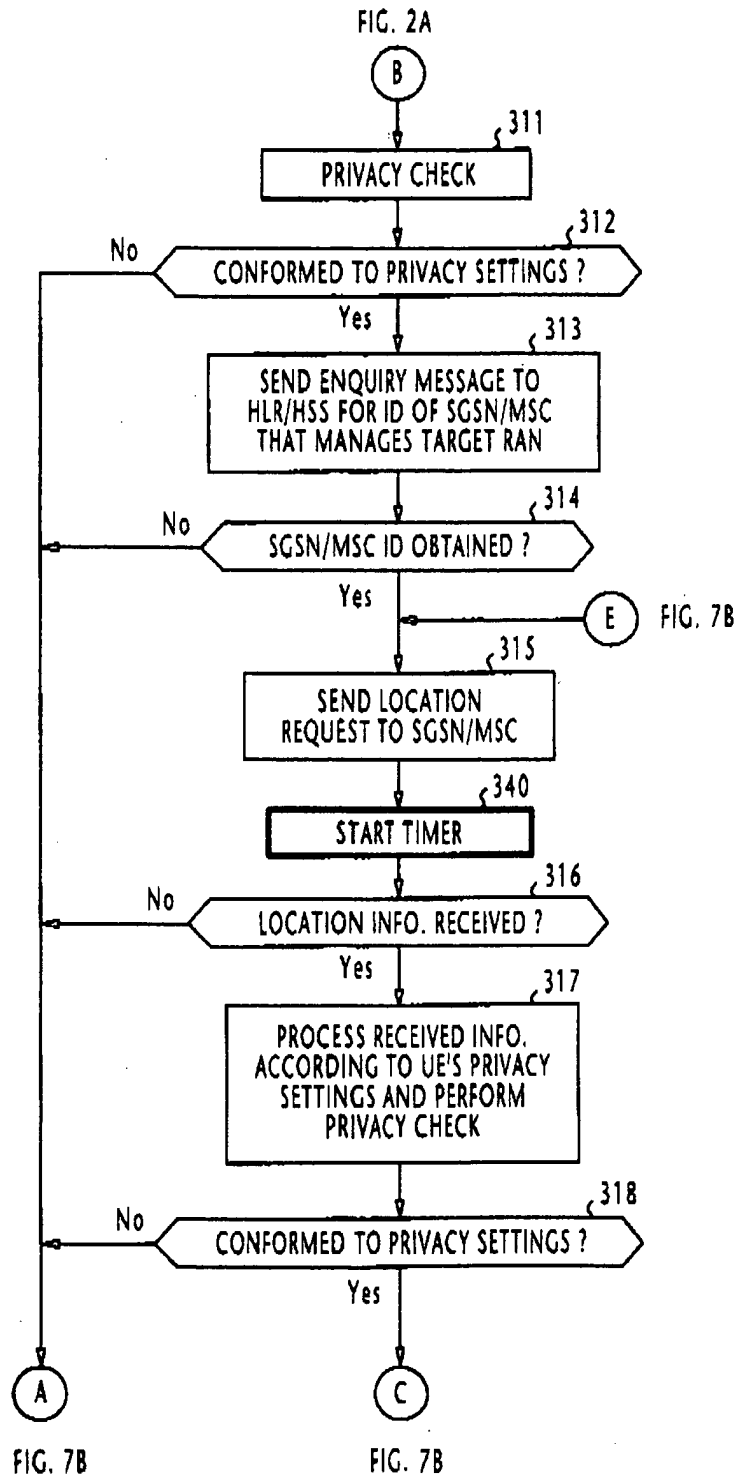 FIG. 2A
B
311
PRIVACY CHECK
312
No
CONFORMED TO PRIVACY SETTINGS ?
Yes
313
SEND ENQUIRY MESSAGE TO
HLR/HSS FOR ID OF SGSN/MSC
THAT MANAGES TARGET RAN
314
No
SGSN/MSC ID OBTAINED ?
Yes
E FIG. 7B
315
SEND LOCATION
REQUEST TO SGSN/MSC
340
START TIMER
316
No
LOCATION INFO. RECEIVED ?
Yes
317
PROCESS RECEIVED INFO.
ACCORDING TO UE'S PRIVACY
SETTINGS AND PERFORM
PRIVACY CHECK
318
No
CONFORMED TO PRIVACY SETTINGS ?
Yes
A C
FIG. 7B FIG. 7B